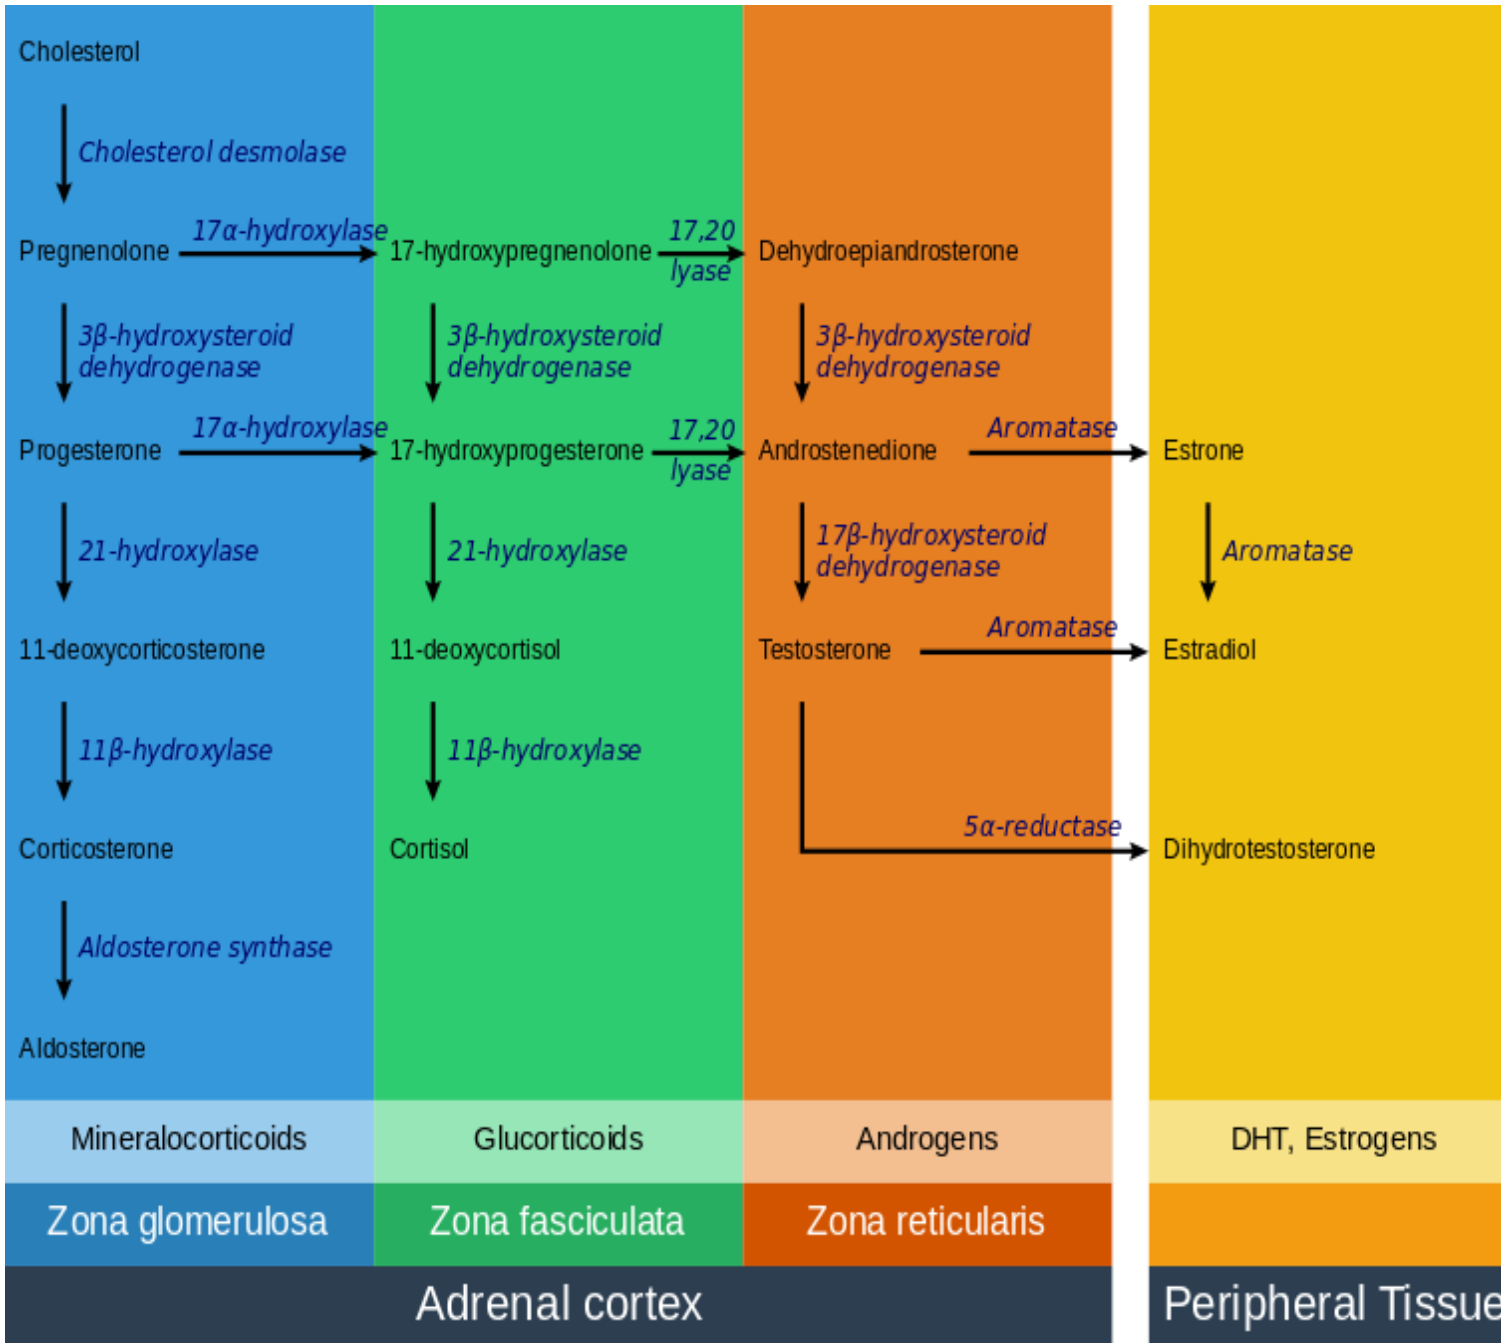 Cholesterol
Cholesterol desmolase
17α-hydroxylase
17,20
Pregnenolone
17-hydroxypregnenolone
Dehydroepiandrosterone
lyase
3β-hydroxysteroid
dehydrogenase
3β-hydroxysteroid
dehydrogenase
3β-hydroxysteroid
dehydrogenase
17α-hydroxylase
17,20
Aromatase
Progesterone
17-hydroxyprogesterone
Androstenedione
Estrone
lyase
21-hydroxylase
21-hydroxylase
17β-hydroxysteroid
dehydrogenase
Aromatase
Aromatase
11-deoxycorticosterone
11-deoxycortisol
Testosterone
Estradiol
11β-hydroxylase
11β-hydroxylase
5α-reductase
Corticosterone
Cortisol
Dihydrotestosterone
Aldosterone synthase
Aldosterone
Mineralocorticoids
Glucorticoids
Androgens
DHT, Estrogens
Zona glomerulosa
Zona fasciculata
Zona reticularis
Adrenal cortex
Peripheral Tissue